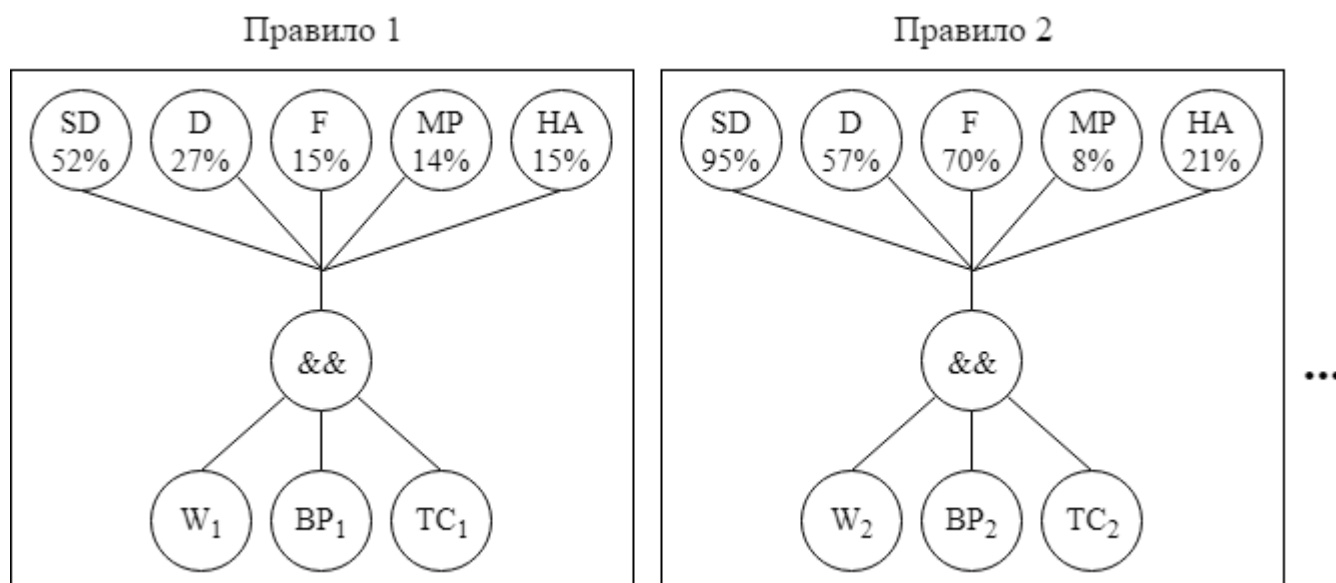 Правило 1
SD
52%
D
27%
F
15%
MP
14%
HA
15%
&&
W1
BP1
TC1
Правило 2
SD
95%
D
57%
F
70%
MP
8%
HA
21%
&&
W2
BP2
TC2
...